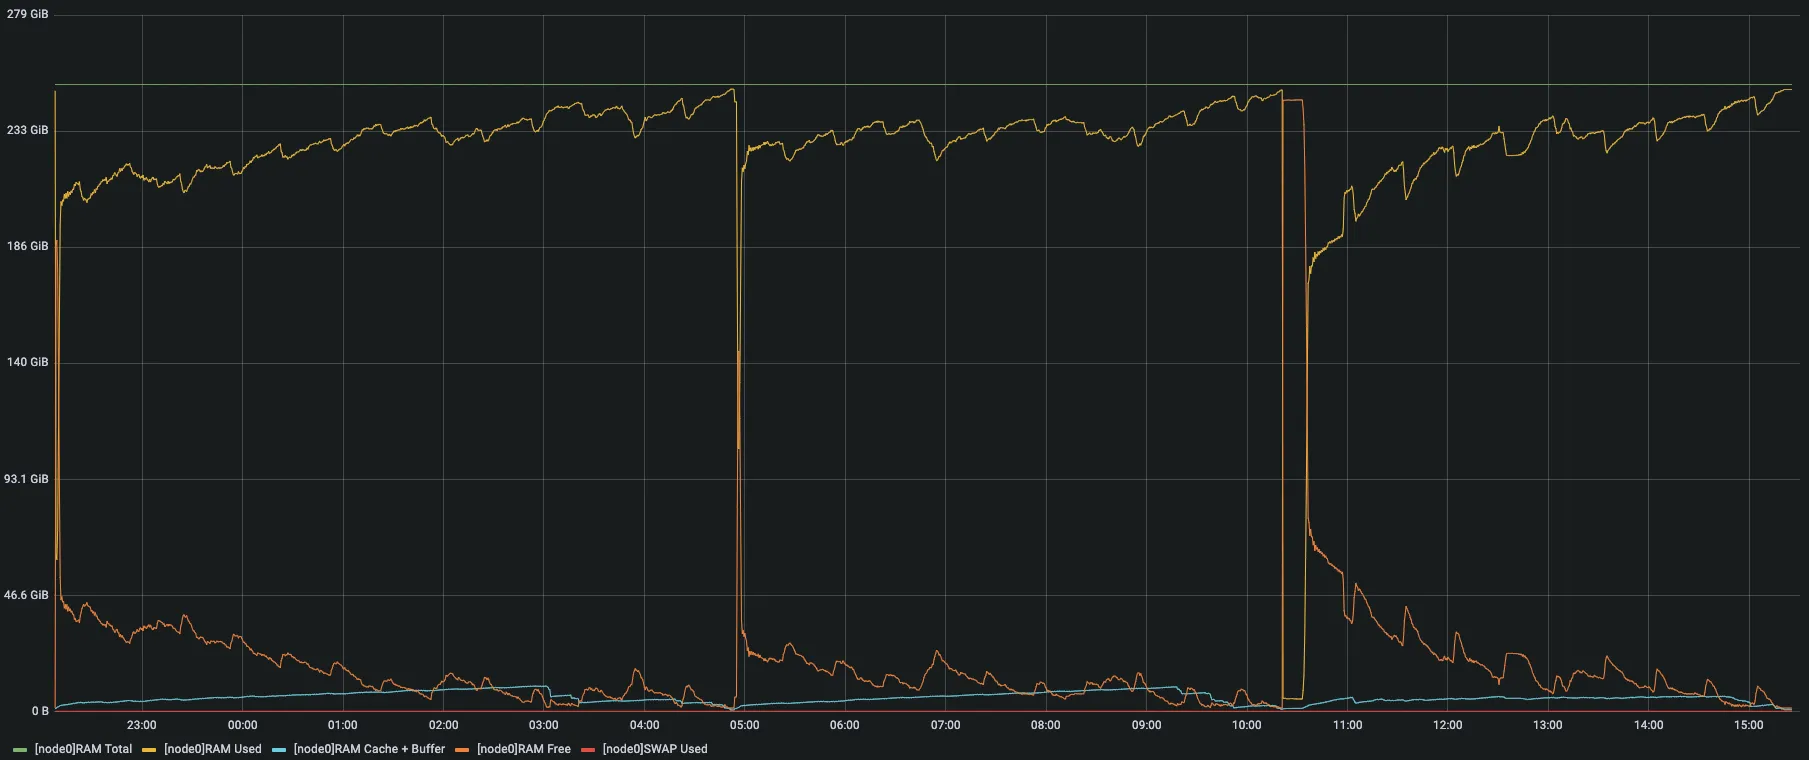 279 GiB
233 GiB
186 GiB
140 GiB
93.1 GiB
46.6 GiB
0 B
23:00 00:00 01:00 02:00 03:00 04:00 05:00 06:00 07:00 08:00 09:00 10:00 11:00 12:00 13:00 14:00 15:00
[node0]RAM Total [node0]RAM Used [node0]RAM Cache + Buffer [node0]RAM Free [node0]SWAP Used